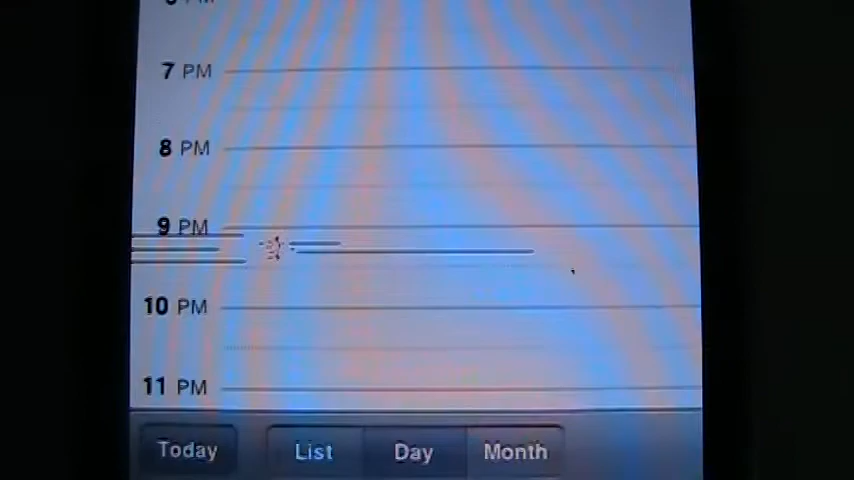 7 PM
8 PM
9 PM
10 PM
11 PM
Today List Day Month